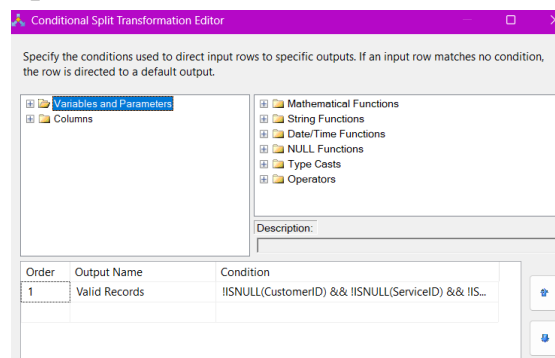 Conditional Split Transformation Editor
Specify the conditions used to direct input rows to specific outputs. If an input row matches no condition,
the row is directed to a default output.
Variables and Parameters
Columns
Mathematical Functions
String Functions
Date/Time Functions
NULL Functions
Type Casts
Operators
Description:
Order Output Name Condition
1 Valid Records !ISNULL(CustomerID) && !ISNULL(ServiceID) && !IS...